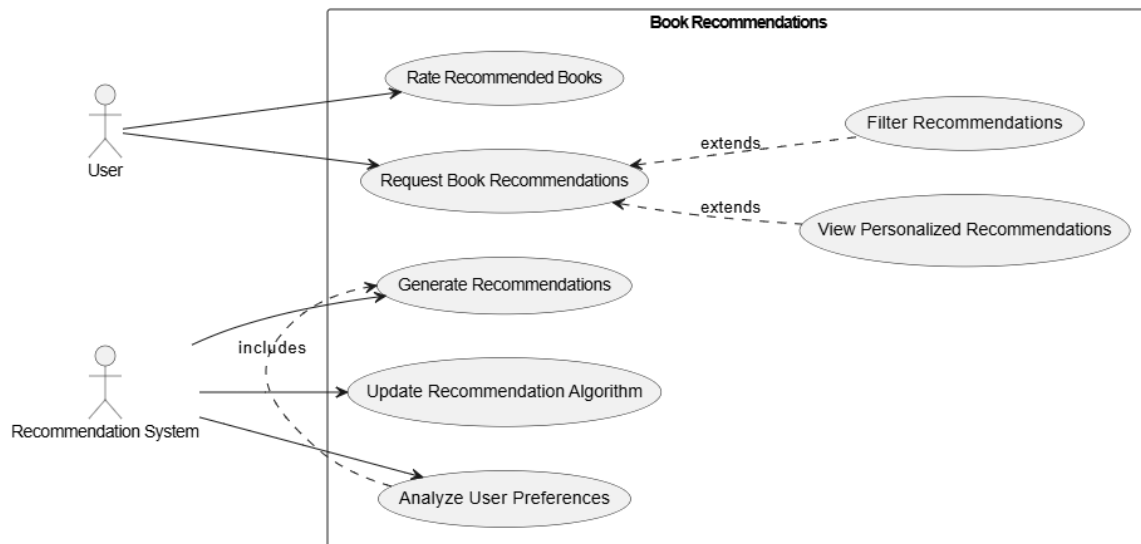 Book Recommendations
Rate Recommended Books
Filter Recommendations
extends
User
Request Book Recommendations
extends
View Personalized Recommendations
Generate Recommendations
includes
Update Recommendation Algorithm
Recommendation System
Analyze User Preferences